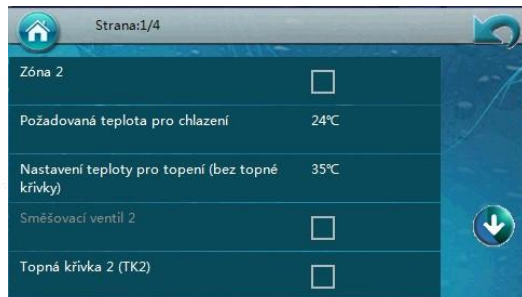 Strana:1/4
Zóna 2
Požadovaná teplota pro chlazení 24℃
Nastavení teploty pro topení (bez topné 35℃
křivky)
Směšovací ventil 2
Topná křivka 2 (TK2)